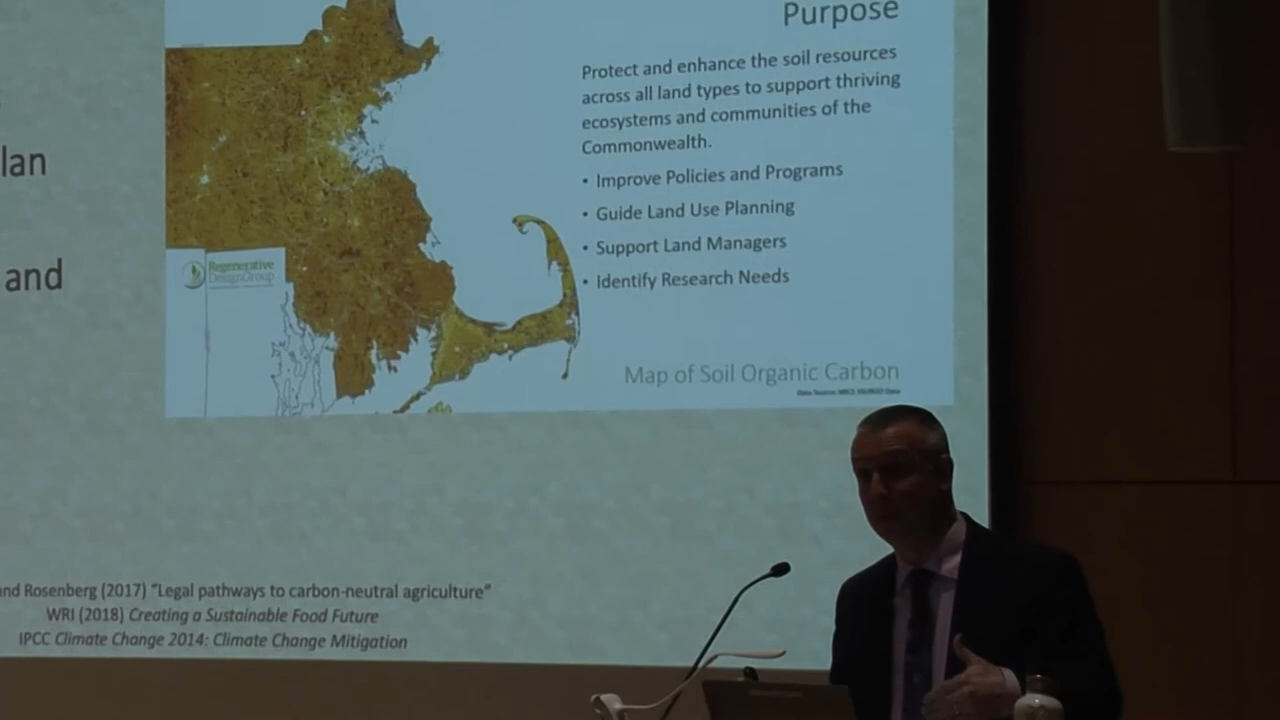 Purpose
Protect and enhance the soil resources
across all land types to support thriving
ecosystems and communities of the
Commonwealth.
• Improve Policies and Programs
• Guide Land Use Planning
• Support Land Managers
• Identify Research Needs
Map of Soil Organic Carbon
lan
and
Regenerative
DesignGroup
nd Rosenberg (2017) "Legal pathways to carbon-neutral agriculture"
WRI (2018) Creating a Sustainable Food Future
IPCC Climate Change 2014: Climate Change Mitigation